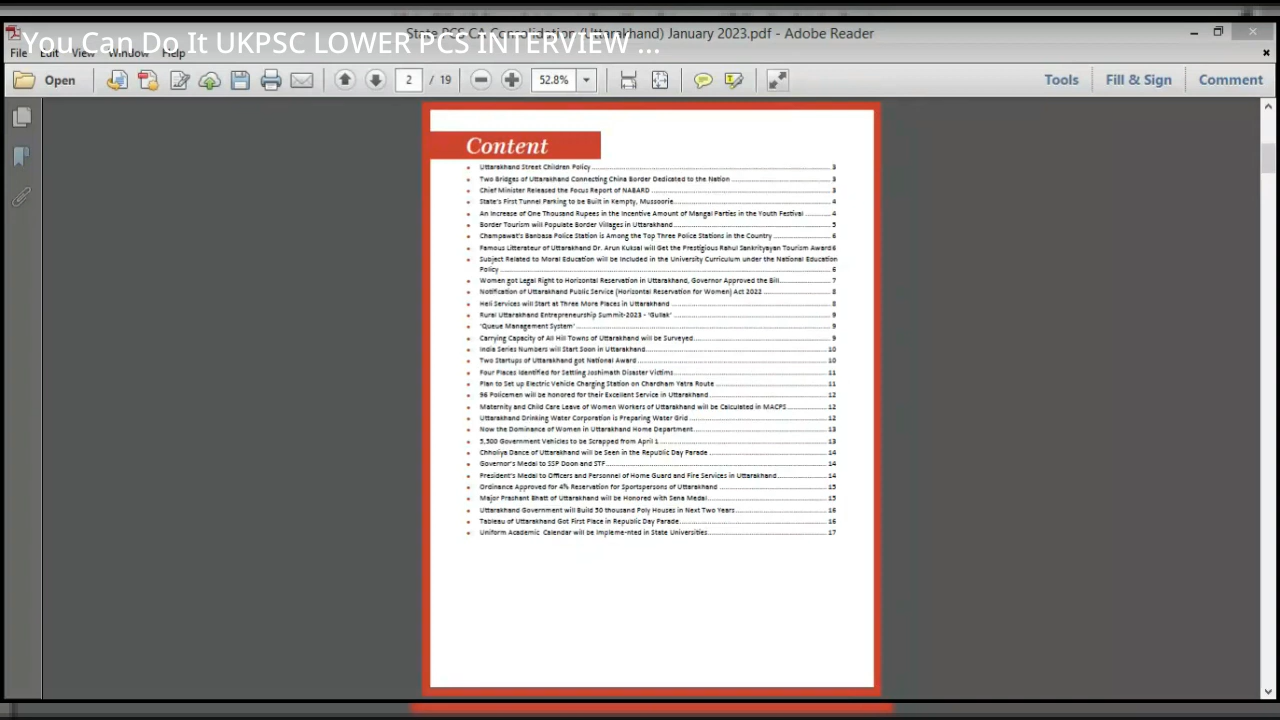 You Can Do It UKPSC LOWER PCS INTERVIEW ...
State PCS CA Consolidation (Uttarakhand) January 2023.pdf - Adobe Reader
File Edit View Window Help
Open 2 / 19 52.8% Tools Fill & Sign Comment
Content
Uttarakhand Street Children Policy 3
Two Bridges of Uttarakhand Connecting China Border Dedicated to the Nation 3
Chief Minister Released the Focus Report of NABARD 3
State's First Tunnel Parking to be Built in Kempty, Mussoorie 4
An Increase of One Thousand Rupees in the Incentive Amount of Mangal Parties in the Youth Festival 4
Border Tourism will Populate Border Villages in Uttarakhand 5
Champawat's Banbasa Police Station is Among the Top Three Police Stations in the Country 6
Famous Litterateur of Uttarakhand Dr. Arun Kuksal will Get the Prestigious Rahul Sankrityayan Tourism Award 6
Subject Related to Moral Education will be Included in the University Curriculum under the National Education
Policy 6
Women got Legal Right to Horizontal Reservation in Uttarakhand, Governor Approved the Bill 7
Notification of Uttarakhand Public Service (Horizontal Reservation for Women) Act 2022 8
Heli Services will Start at Three More Places in Uttarakhand 8
Rural Uttarakhand Entrepreneurship Summit-2023 - 'Gullak' 9
'Queue Management System' 9
Carrying Capacity of All Hill Towns of Uttarakhand will be Surveyed 9
India Series Numbers will Start Soon in Uttarakhand 10
Two Startups of Uttarakhand got National Award 10
Four Places Identified for Settling Joshimath Disaster Victims 11
Plan to Set up Electric Vehicle Charging Station on Chardham Yatra Route 11
96 Policemen will be honored for their Excellent Service in Uttarakhand 12
Maternity and Child Care Leave of Women Workers of Uttarakhand will be Calculated in MACPS 12
Uttarakhand Drinking Water Corporation is Preparing Water Grid 12
Now the Dominance of Women in Uttarakhand Home Department 13
5,500 Government Vehicles to be Scrapped from April 1 13
Chholiya Dance of Uttarakhand will be Seen in the Republic Day Parade 14
Governor's Medal to SSP Doon and STF 14
President's Medal to Officers and Personnel of Home Guard and Fire Services in Uttarakhand 14
Ordinance Approved for 4% Reservation for Sportspersons of Uttarakhand 15
Major Prashant Bhatt of Uttarakhand will be Honored with Sena Medal 15
Uttarakhand Government will Build 50 thousand Poly Houses in Next Two Years 16
Tableau of Uttarakhand Got First Place in Republic Day Parade 16
Uniform Academic Calendar will be Impleme-nted in State Universities 17